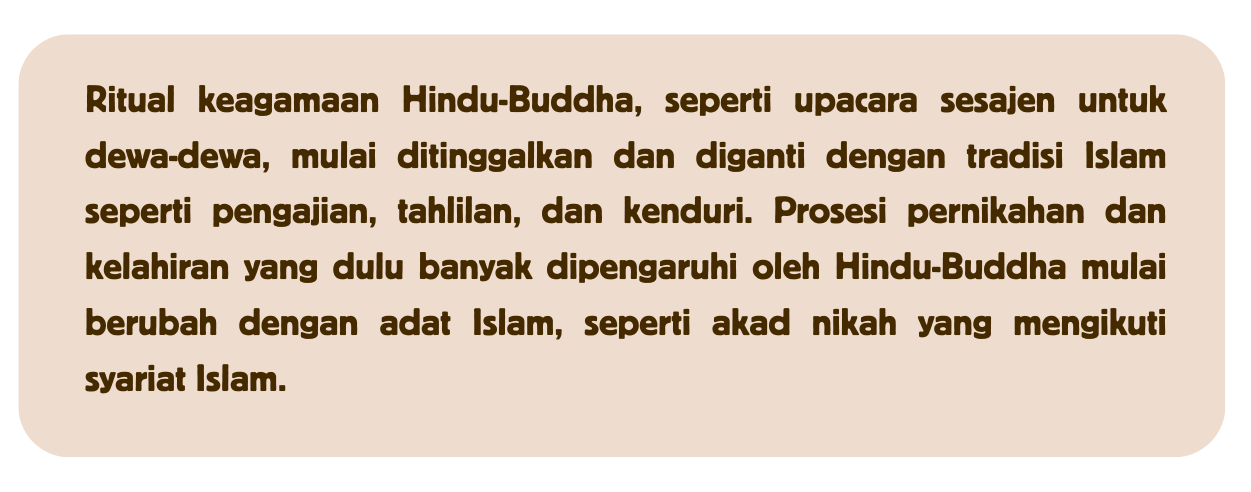 Ritual keagamaan Hindu-Buddha, seperti upacara sesajen untuk
dewa-dewa, mulai ditinggalkan dan diganti dengan tradisi Islam
seperti pengajian, tahlilan, dan kenduri. Prosesi pernikahan dan
kelahiran yang dulu banyak dipengaruhi oleh Hindu-Buddha mulai
berubah dengan adat Islam, seperti akad nikah yang mengikuti
syariat Islam.